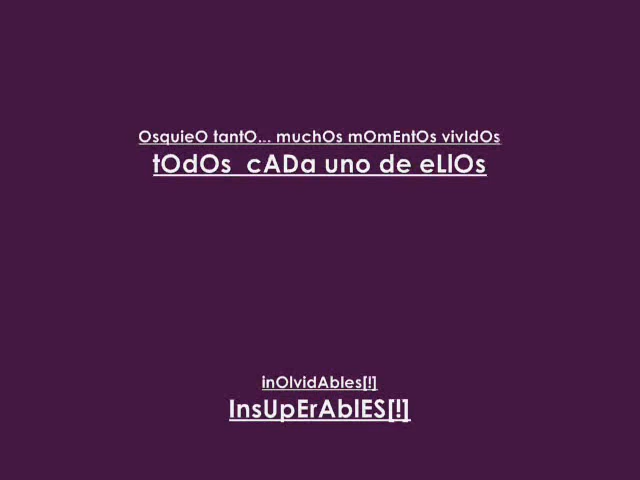 OsquieO tantO... muchOs mOmEntOs vivIdOs
tOdOs cADa uno de eLlOs
inOlvidAbles[!]
InsUpErAblES[!]